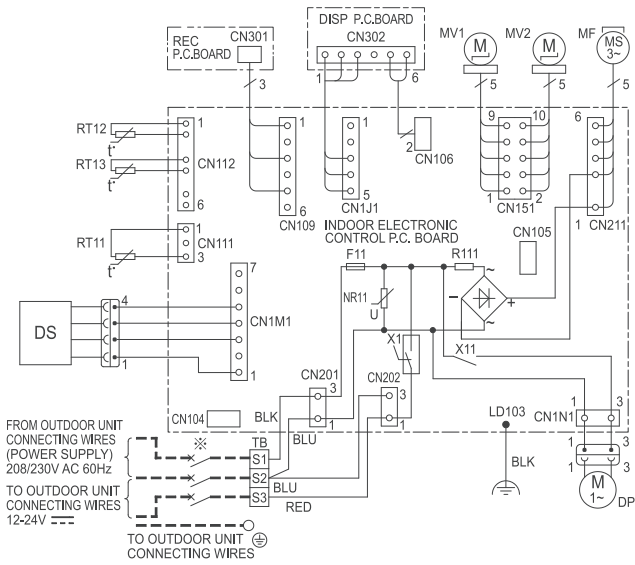 DISP P.C.BOARD
REC
P.C.BOARD
CN301
CN302
MV1
M
MV2
M
MF
MS
3~
1
6
3
5
5
5
RT12
t°
RT13
t°
1
CN112
6
1
6
CN109
1
5
CN1J1
2
CN106
9
10
1
2
CN151
6
1
CN211
RT11
t°
1
CN111
3
INDOOR ELECTRONIC
CONTROL P.C. BOARD
CN105
F11
R111
~
NR11
U
−
+
~
7
CN1M1
1
DS
4
1
X1
X11
CN201
3
1
CN202
3
1
CN104
BLK
BLU
LD103
1
3
CN1N1
1
3
1
3
M
1~
DP
BLK
FROM OUTDOOR UNIT
CONNECTING WIRES
(POWER SUPPLY)
208/230V AC 60Hz
※
TB
S1
S2
S3
BLU
RED
TO OUTDOOR UNIT
CONNECTING WIRES
12-24V
TO OUTDOOR UNIT
CONNECTING WIRES